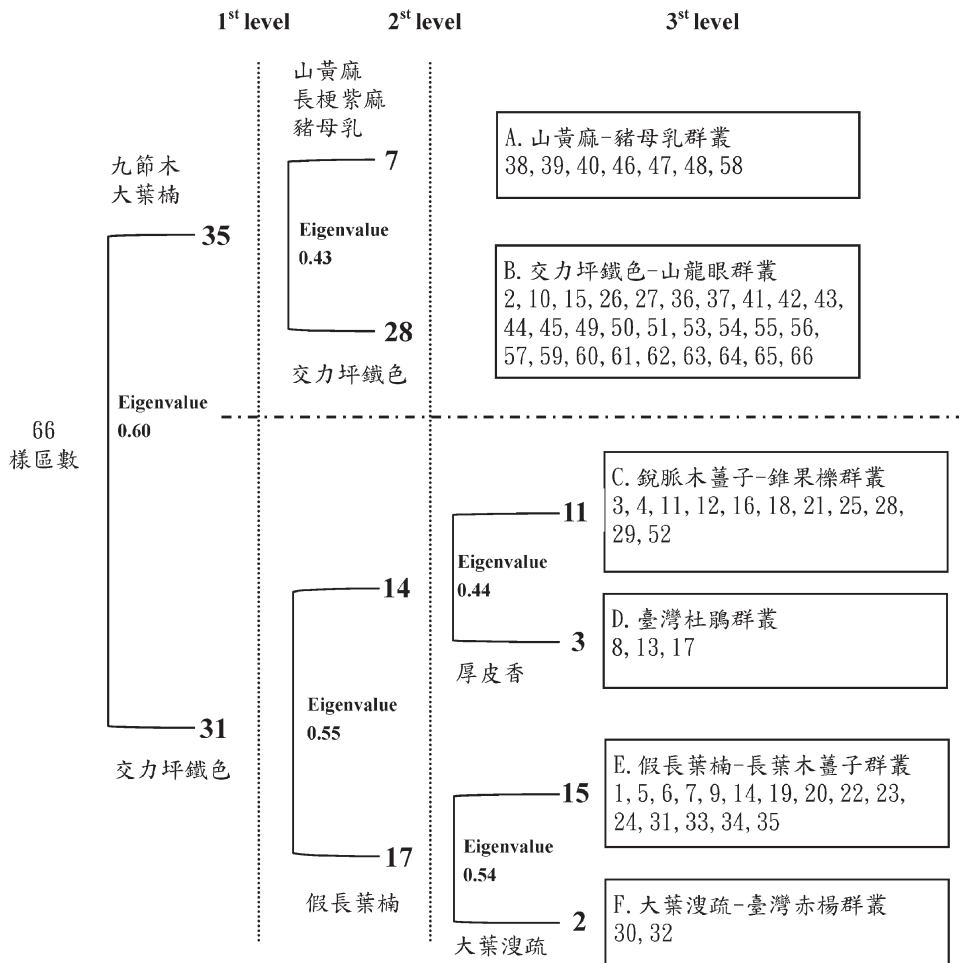 1st level 2st level 3st level
山黃麻
長梗紫麻
豬母乳
7
九節木
大葉楠
35
Eigenvalue
0.43
28
交力坪鐵色
A. 山黃麻-豬母乳群叢
38, 39, 40, 46, 47, 48, 58
B. 交力坪鐵色-山龍眼群叢
2, 10, 15, 26, 27, 36, 37, 41, 42, 43,
44, 45, 49, 50, 51, 53, 54, 55, 56,
57, 59, 60, 61, 62, 63, 64, 65, 66
Eigenvalue
0.60
66
樣區數
31
交力坪鐵色
14
Eigenvalue
0.55
17
假長葉楠
11
Eigenvalue
0.44
3
厚皮香
C. 銳脈木薑子-錐果櫟群叢
3, 4, 11, 12, 16, 18, 21, 25, 28,
29, 52
D. 臺灣杜鵑群叢
8, 13, 17
15
Eigenvalue
0.54
2
大葉溲疏
E. 假長葉楠-長葉木薑子群叢
1, 5, 6, 7, 9, 14, 19, 20, 22, 23,
24, 31, 33, 34, 35
F. 大葉溲疏-臺灣赤楊群叢
30, 32